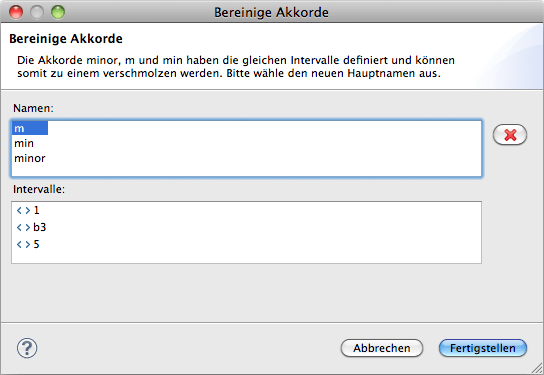 Bereinige Akkorde
Bereinige Akkorde
Die Akkorde minor, m und min haben die gleichen Intervalle definiert und können
somit zu einem verschmolzen werden. Bitte wähle den neuen Hauptnamen aus.
Namen:
m
min
minor
Intervalle:
1
b3
5
?
Abbrechen
Fertigstellen